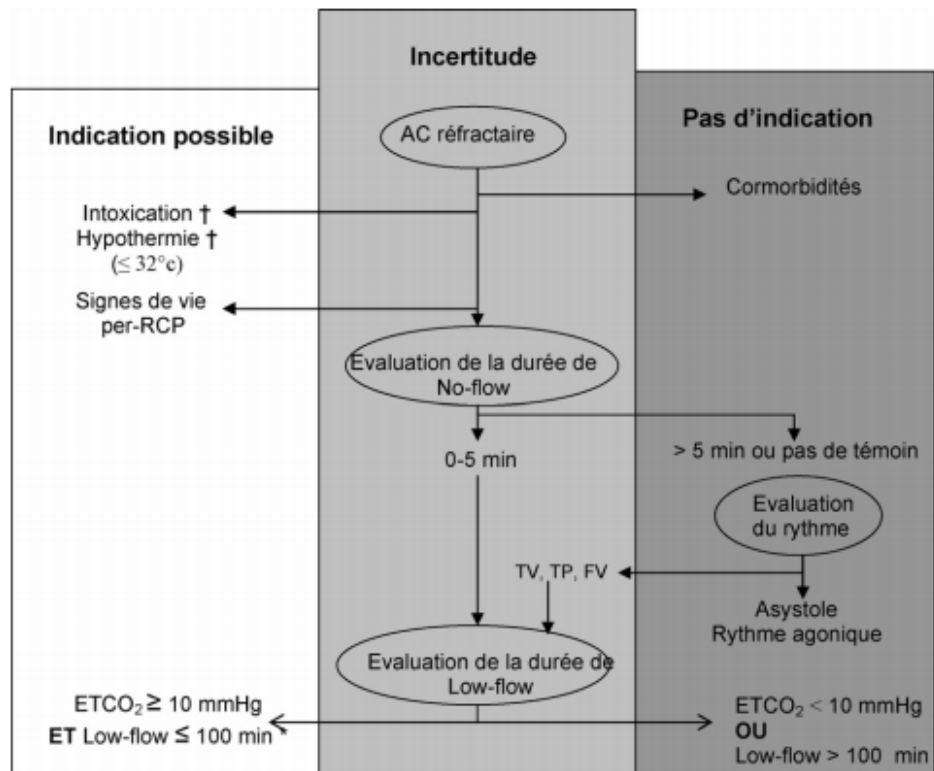 Incertitude
Indication possible
Pas d'indication
AC réfractaire
Cormorbidités
Intoxication †
Hypothermie †
(≤ 32°c)
Signes de vie
per-RCP
Evaluation de la durée de
No-flow
0-5 min
> 5 min ou pas de témoin
Evaluation
du rythme
TV, TP, FV
Asystole
Rythme agonique
Evaluation de la durée de
Low-flow
ETCO₂ ≥ 10 mmHg
ET Low-flow ≤ 100 min *
ETCO₂ < 10 mmHg
OU
Low-flow > 100 min